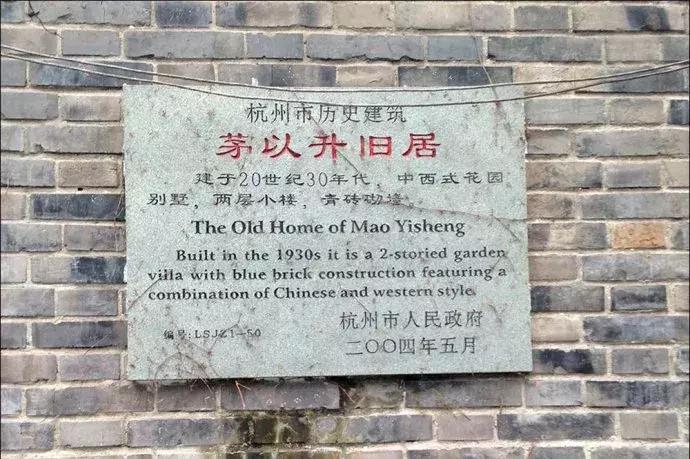 杭州市历史建筑
茅以升旧居
建于20世纪30年代，中西式花园
别墅，两层小楼，青砖砌墙。
The Old Home of Mao Yisheng
Built in the 1930s it is a 2-storied garden
villa with blue brick construction featuring a
combination of Chinese and western style.
编号:LSJZ1-50
杭州市人民政府
二〇〇四年五月